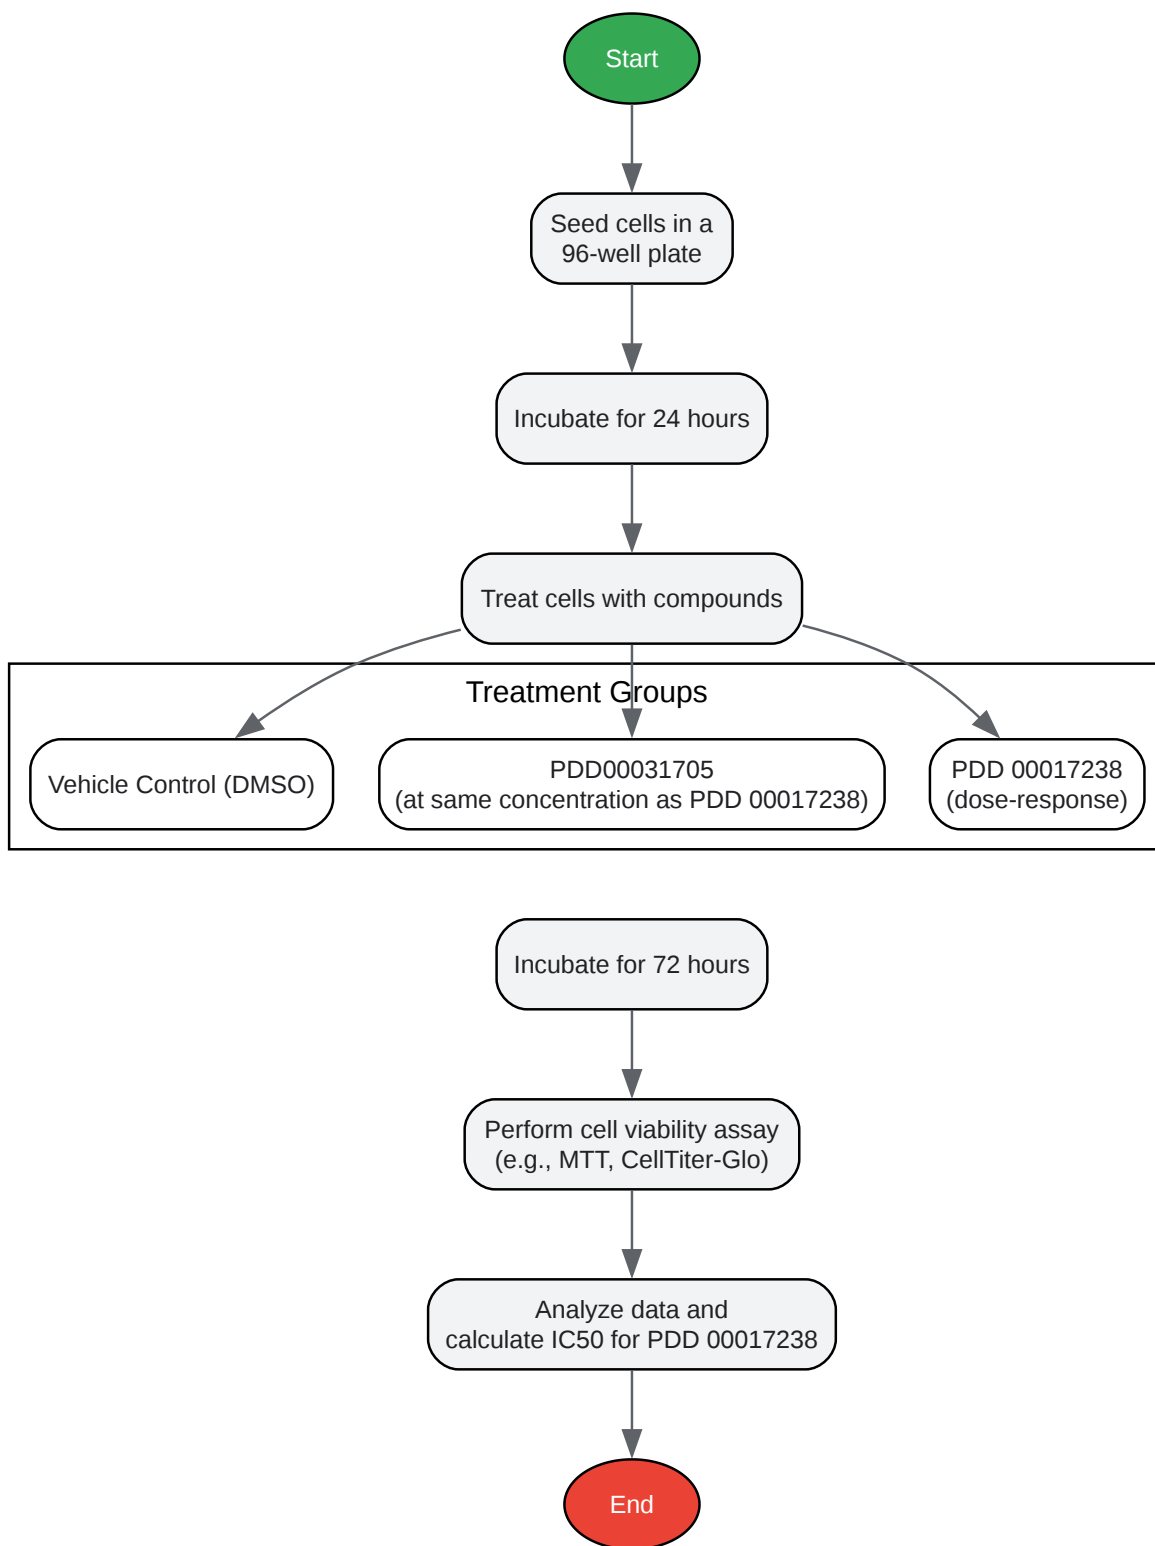 Start
Seed cells in a
96-well plate
Incubate for 24 hours
Treat cells with compounds
Treatment Groups
Vehicle Control (DMSO)
PDD00031705
(at same concentration as PDD 00017238)
PDD 00017238
(dose-response)
Incubate for 72 hours
Perform cell viability assay
(e.g., MTT, CellTiter-Glo)
Analyze data and
calculate IC50 for PDD 00017238
End